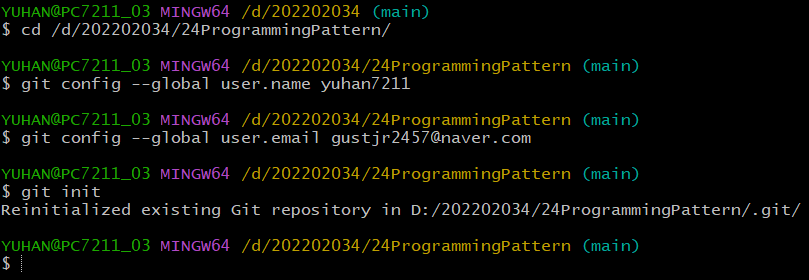 YUHAN@PC7211_03 MINGW64 /d/202202034 (main)
$ cd /d/202202034/24ProgrammingPattern/
YUHAN@PC7211_03 MINGW64 /d/202202034/24ProgrammingPattern (main)
$ git config --global user.name yuhan7211
YUHAN@PC7211_03 MINGW64 /d/202202034/24ProgrammingPattern (main)
$ git config --global user.email gustjr2457@naver.com
YUHAN@PC7211_03 MINGW64 /d/202202034/24ProgrammingPattern (main)
$ git init
Reinitialized existing Git repository in D:/202202034/24ProgrammingPattern/.git/
YUHAN@PC7211_03 MINGW64 /d/202202034/24ProgrammingPattern (main)
$